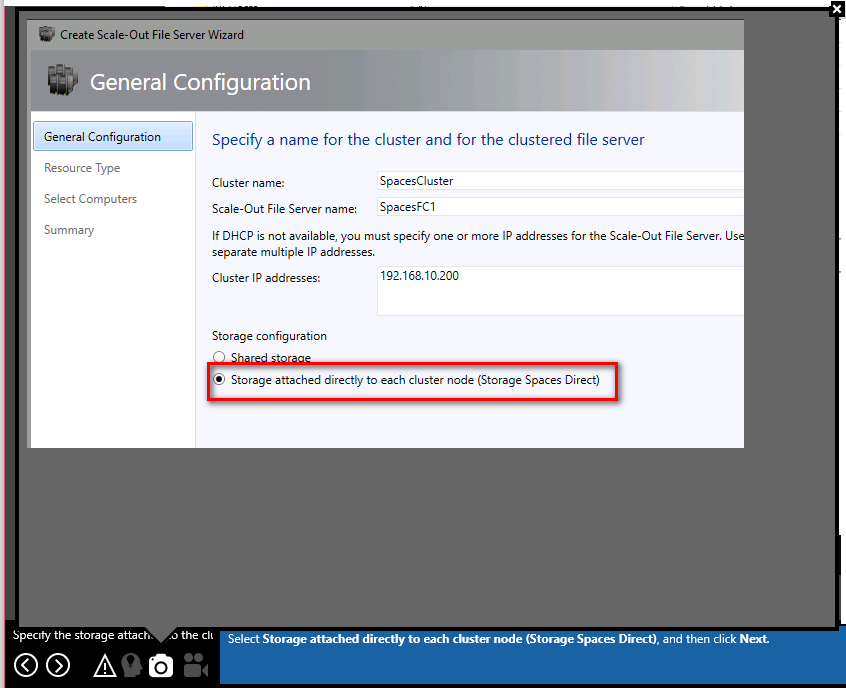 Create Scale-Out File Server Wizard
General Configuration
General Configuration
Resource Type
Select Computers
Summary
Specify a name for the cluster and for the clustered file server
Cluster name:
SpacesCluster
Scale-Out File Server name:
SpacesFC1
If DHCP is not available, you must specify one or more IP addresses for the Scale-Out File Server. Use
separate multiple IP addresses.
Cluster IP addresses:
192.168.10.200
Storage configuration
Shared storage
Storage attached directly to each cluster node (Storage Spaces Direct)
Specify the storage attach to the clu
Select Storage attached directly to each cluster node (Storage Spaces Direct), and then click Next.